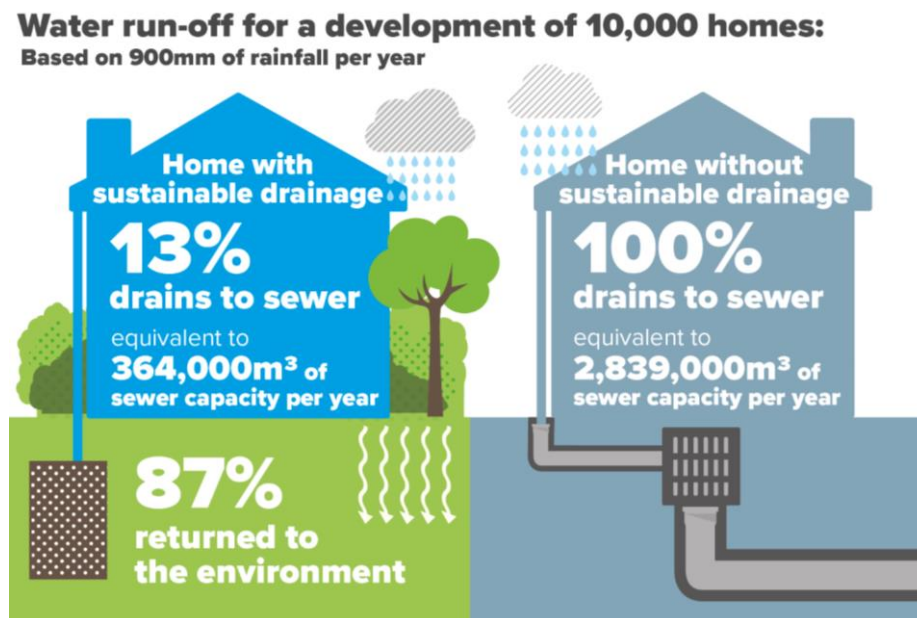 Water run-off for a development of 10,000 homes:
Based on 900mm of rainfall per year
Home with
sustainable drainage
13%
drains to sewer
equivalent to
364,000m³ of
sewer capacity per year
87%
returned to
the environment
Home without
sustainable drainage
100%
drains to sewer
equivalent to
2,839,000m³ of
sewer capacity per year